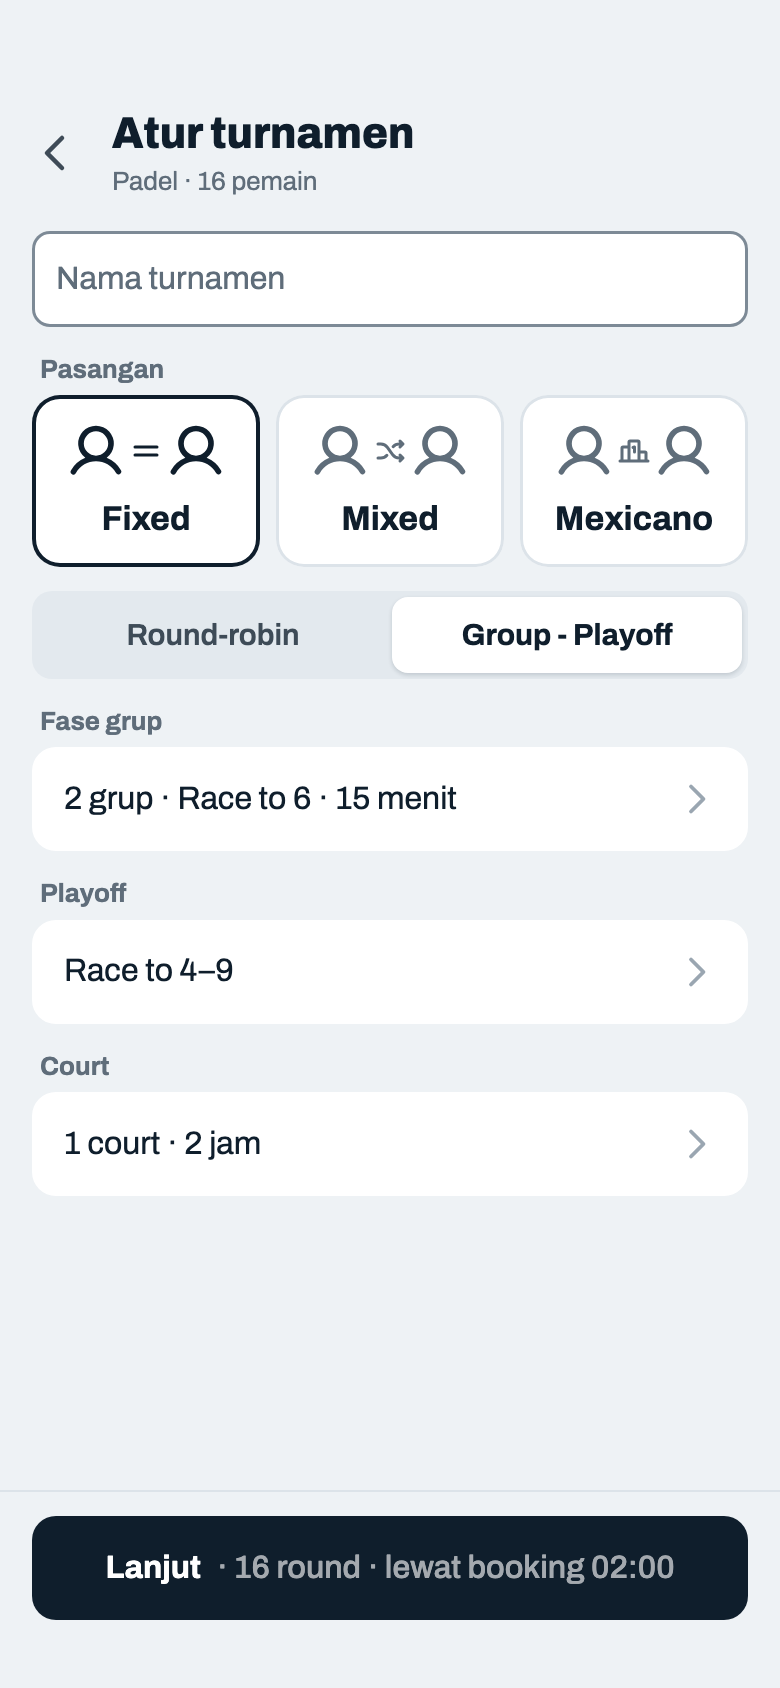 Atur turnamen
Padel · 16 pemain
Nama turnamen
Pasangan
Fixed
Mixed
Mexicano
Round-robin
Group - Playoff
Fase grup
2 grup · Race to 6 · 15 menit
Playoff
Race to 4–9
Court
1 court · 2 jam
Lanjut · 16 round · lewat booking 02:00